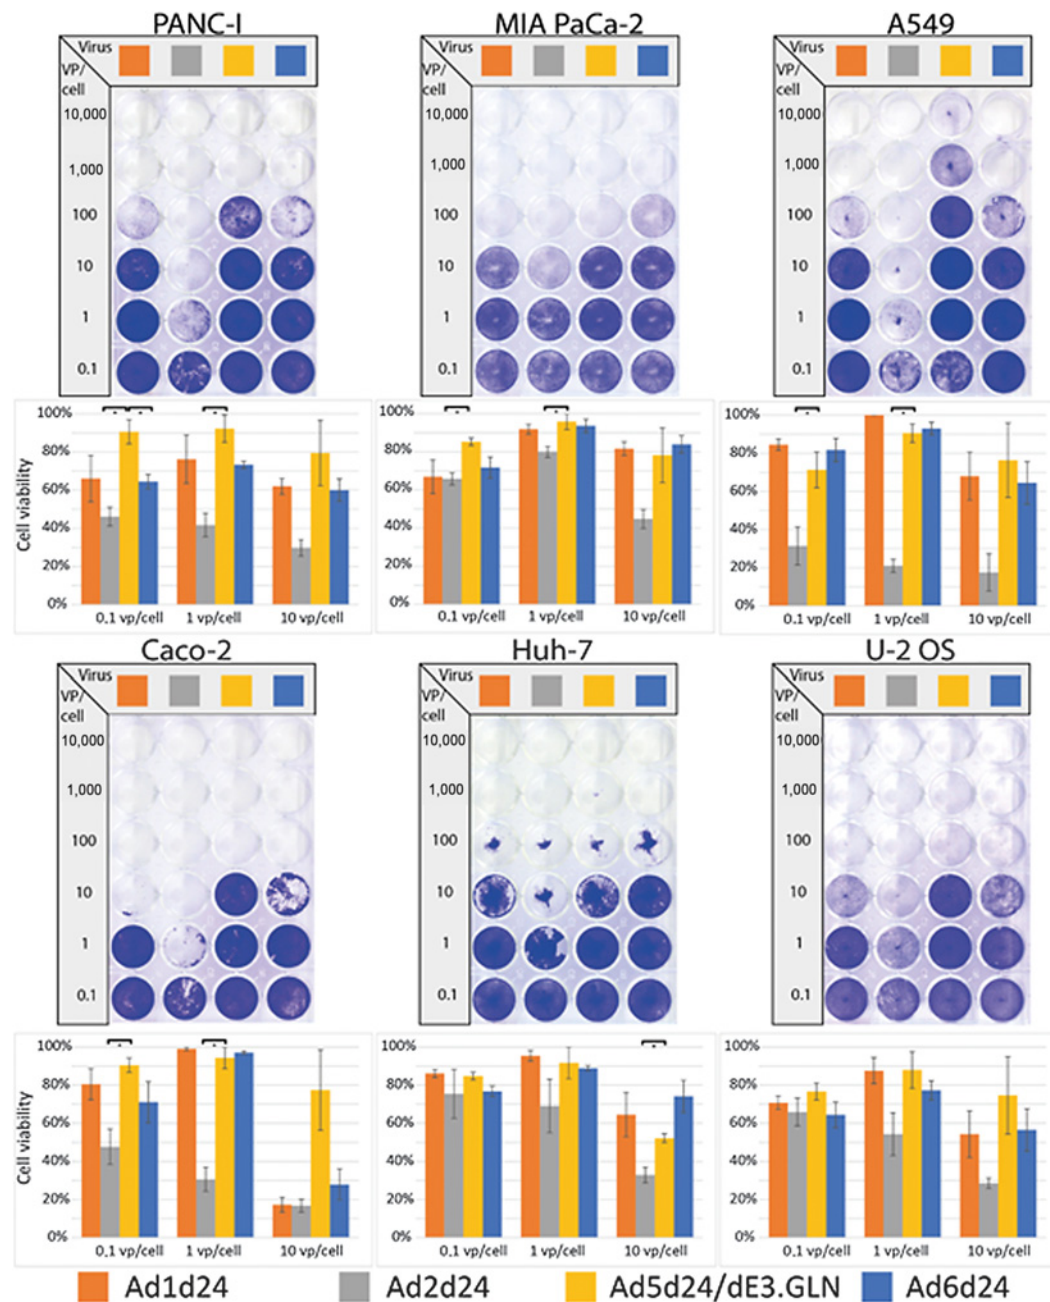 PANC-I MIA PaCa-2 A549
Virus Virus Virus
VP/ VP/ VP/
cell cell cell
10,000 10,000 10,000
1,000 1,000 1,000
100 100 100
10 10 10
1 1 1
0.1 0.1 0.1
100% 100% 100%
80% 80% 80%
60% 60% 60%
40% 40% 40%
20% 20% 20%
0% 0% 0%
Cell viability
0.1 vp/cell 1 vp/cell 10 vp/cell 0.1 vp/cell 1 vp/cell 10 vp/cell 0.1 vp/cell 1 vp/cell 10 vp/cell
Caco-2 Huh-7 U-2 OS
Virus Virus Virus
VP/ VP/ VP/
cell cell cell
10,000 10,000 10,000
1,000 1,000 1,000
100 100 100
10 10 10
1 1 1
0.1 0.1 0.1
100% 100% 100%
80% 80% 80%
60% 60% 60%
40% 40% 40%
20% 20% 20%
0% 0% 0%
Cell viability
0.1 vp/cell 1 vp/cell 10 vp/cell 0.1 vp/cell 1 vp/cell 10 vp/cell 0.1 vp/cell 1 vp/cell 10 vp/cell
Ad1d24 Ad2d24 Ad5d24/dE3.GLN Ad6d24